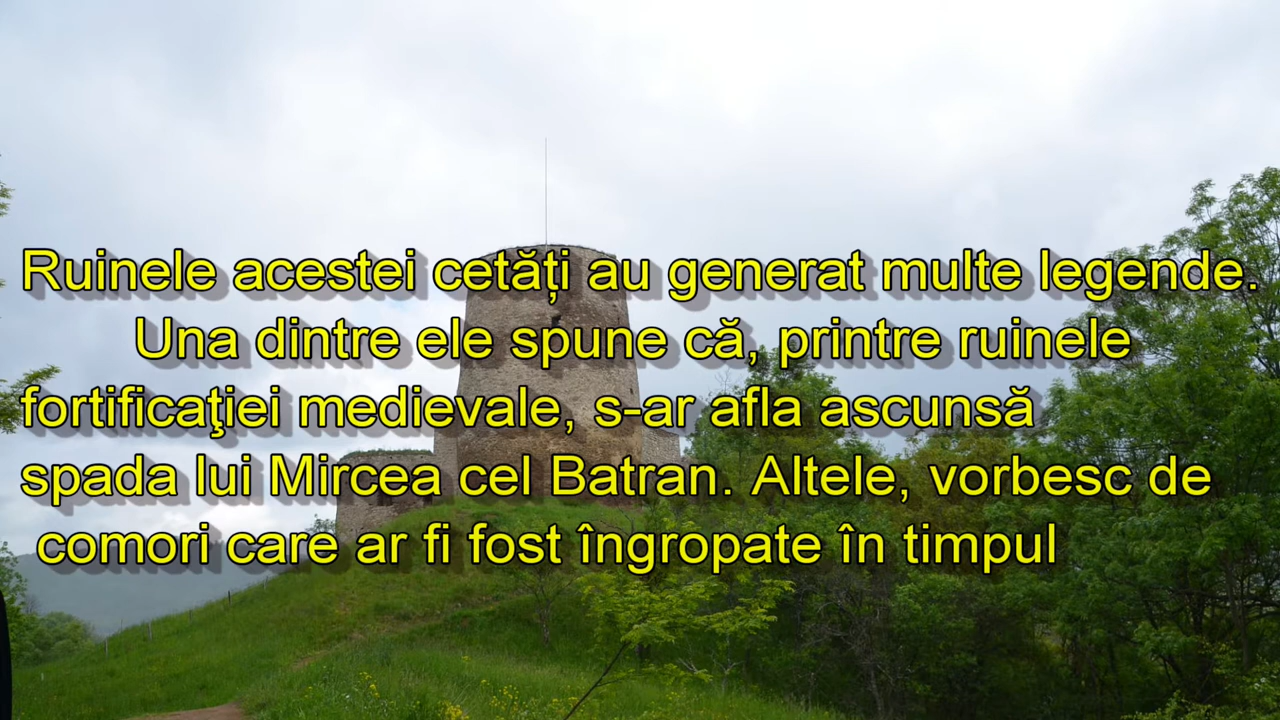 Ruinele acestei cetăți au generat multe legende.
Una dintre ele spune că, printre ruinele
fortificaţiei medievale, s-ar afla ascunsă
spada lui Mircea cel Batran. Altele, vorbesc de
comori care ar fi fost îngropate în timpul